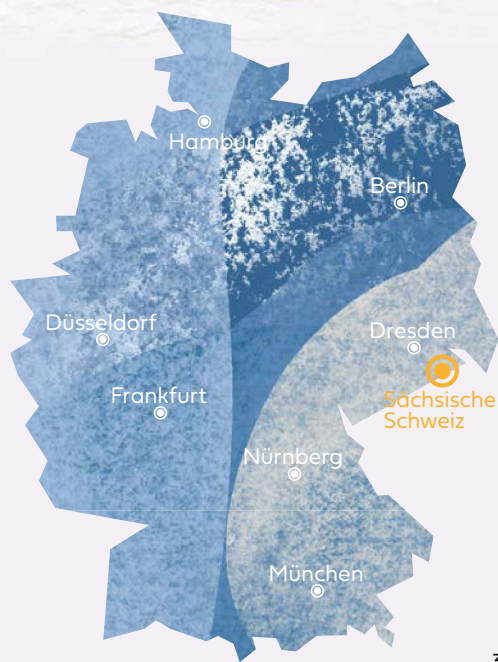 Hamburg
Berlin
Düsseldorf
Dresden
Frankfurt
Sächsische
Schweiz
Nürnberg
München